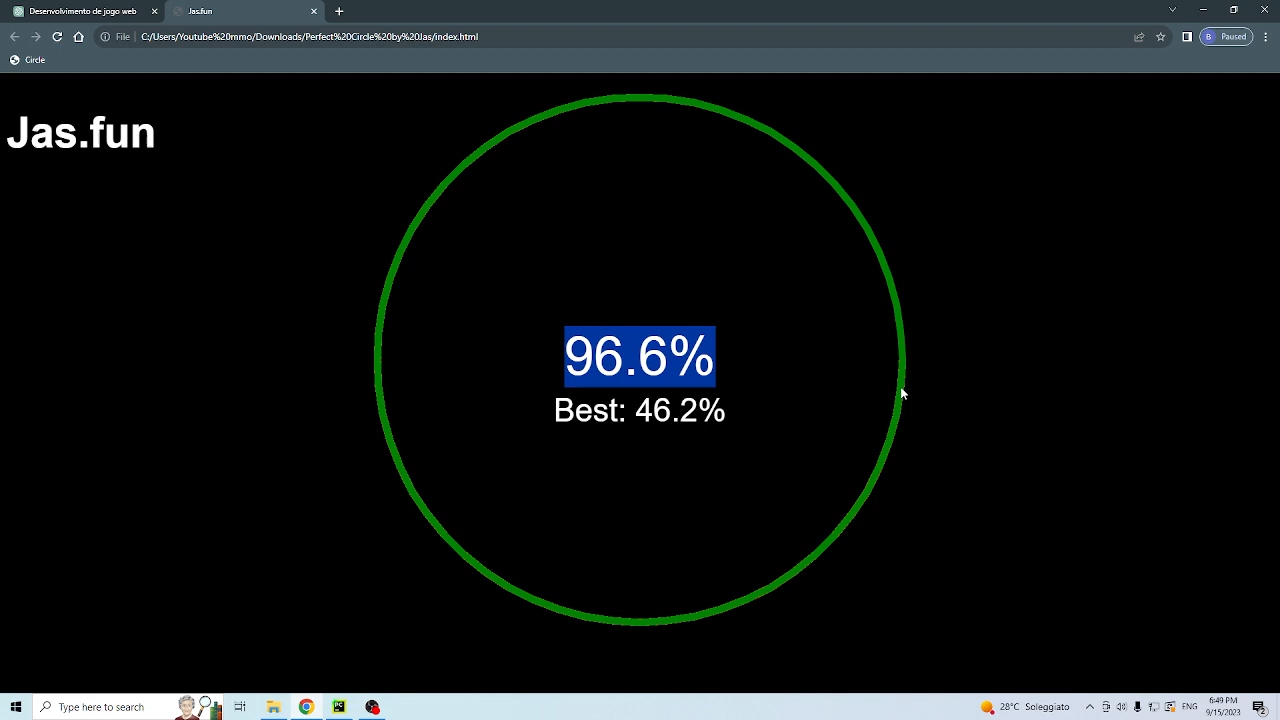 Desenvolvimento de jogo web
Jas.fun
File
C:/Users/Youtube%20mmo/Downloads/Perfect%20Circle%20by%20Jas/index.html
B
Paused
Circle
Jas.fun
96.6%
Best: 46.2%
Type here to search
PC
28°C Soleggiato
ENG
6:49 PM
9/15/2023
2